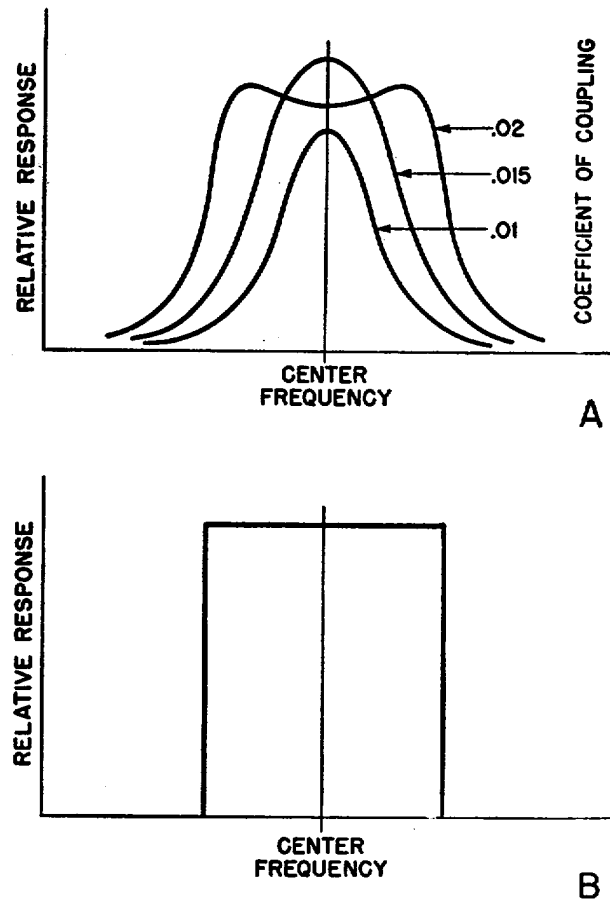 RELATIVE RESPONSE
.02
.015
.01
COEFFICIENT OF COUPLING
CENTER
FREQUENCY
A
RELATIVE RESPONSE
CENTER
FREQUENCY
B